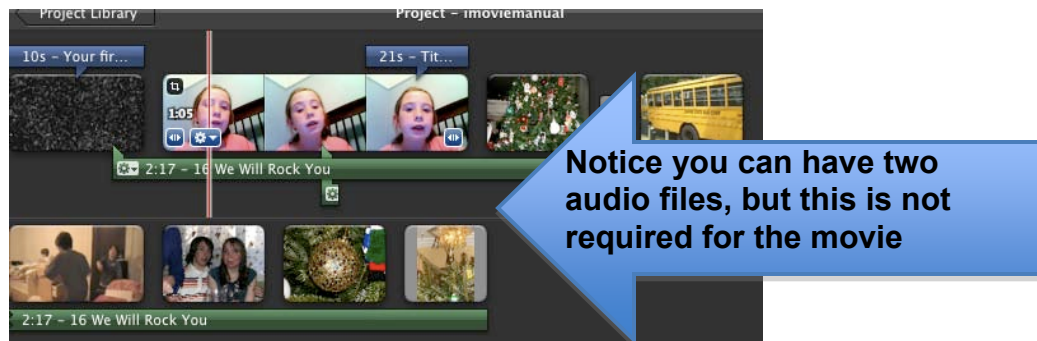 Project Library
Project – imoviemanual
10s – Your fir...
21s – Tit...
1:05
2:17 – 16 We Will Rock You
Notice you can have two
audio files, but this is not
required for the movie
2:17 – 16 We Will Rock You